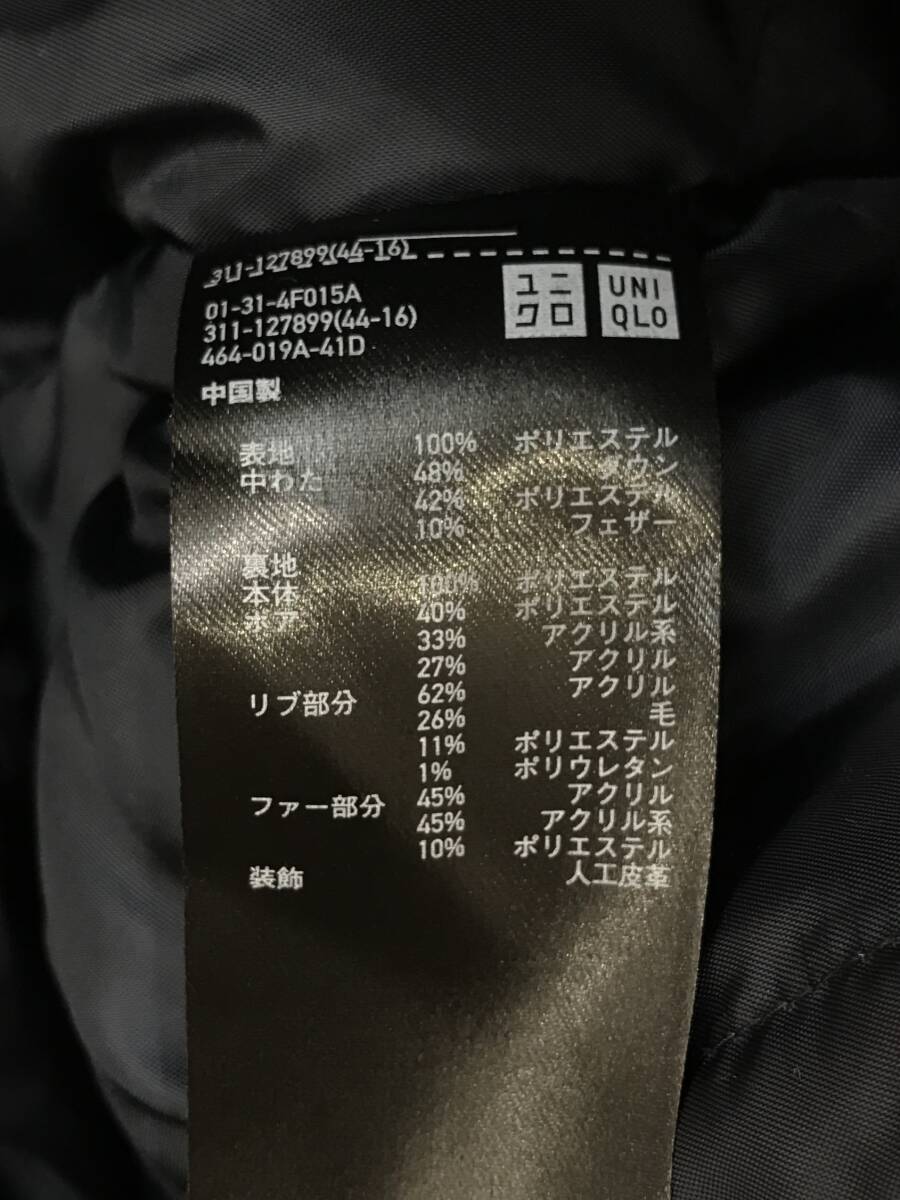 311-127899(44-16)
01-31-4F015A
311-127899(44-16)
464-019A-41D
中国製
ユニ
クロ
UNI
QLO
表地 100% ポリエステル
中わた 48% ダウン
42% ポリエステル
10% フェザー
裏地
本体 100% ポリエステル
ボア 40% ポリエステル
33% アクリル系
27% アクリル
リブ部分 62% アクリル
26% 毛
11% ポリエステル
1% ポリウレタン
ファー部分 45% アクリル
45% アクリル系
10% ポリエステル
装飾 人工皮革